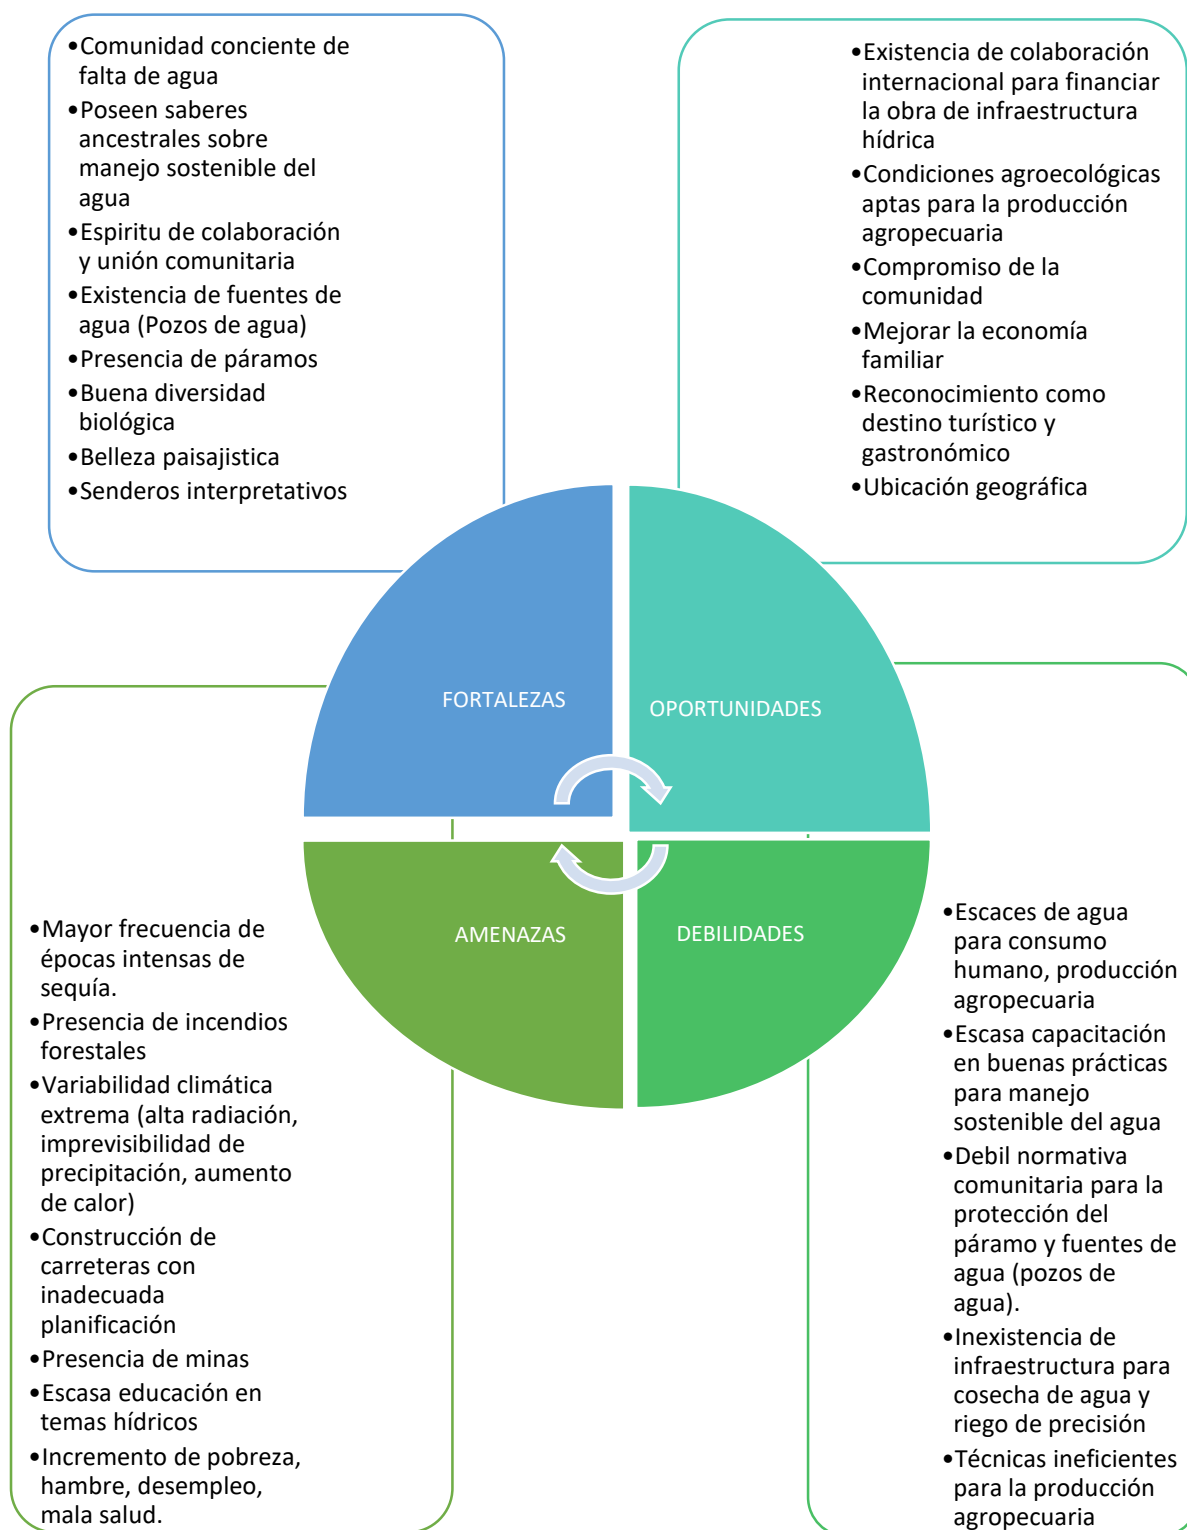 •Comunidad conciente de
falta de agua
•Poseen saberes
ancestrales sobre
manejo sostenible del
agua
•Espiritu de colaboración
y unión comunitaria
•Existencia de fuentes de
agua (Pozos de agua)
•Presencia de páramos
•Buena diversidad
biológica
•Belleza paisajistica
•Senderos interpretativos
•Existencia de colaboración
internacional para financiar
la obra de infraestructura
hídrica
•Condiciones agroecológicas
aptas para la producción
agropecuaria
•Compromiso de la
comunidad
•Mejorar la economía
familiar
•Reconocimiento como
destino turístico y
gastronómico
•Ubicación geográfica
FORTALEZAS
OPORTUNIDADES
AMENAZAS
DEBILIDADES
•Mayor frecuencia de
épocas intensas de
sequía.
•Presencia de incendios
forestales
•Variabilidad climática
extrema (alta radiación,
imprevisibilidad de
precipitación, aumento
de calor)
•Construcción de
carreteras con
inadecuada
planificación
•Presencia de minas
•Escasa educación en
temas hídricos
•Incremento de pobreza,
hambre, desempleo,
mala salud.
•Escaces de agua
para consumo
humano, producción
agropecuaria
•Escasa capacitación
en buenas prácticas
para manejo
sostenible del agua
•Debil normativa
comunitaria para la
protección del
páramo y fuentes de
agua (pozos de
agua).
•Inexistencia de
infraestructura para
cosecha de agua y
riego de precisión
•Técnicas ineficientes
para la producción
agropecuaria